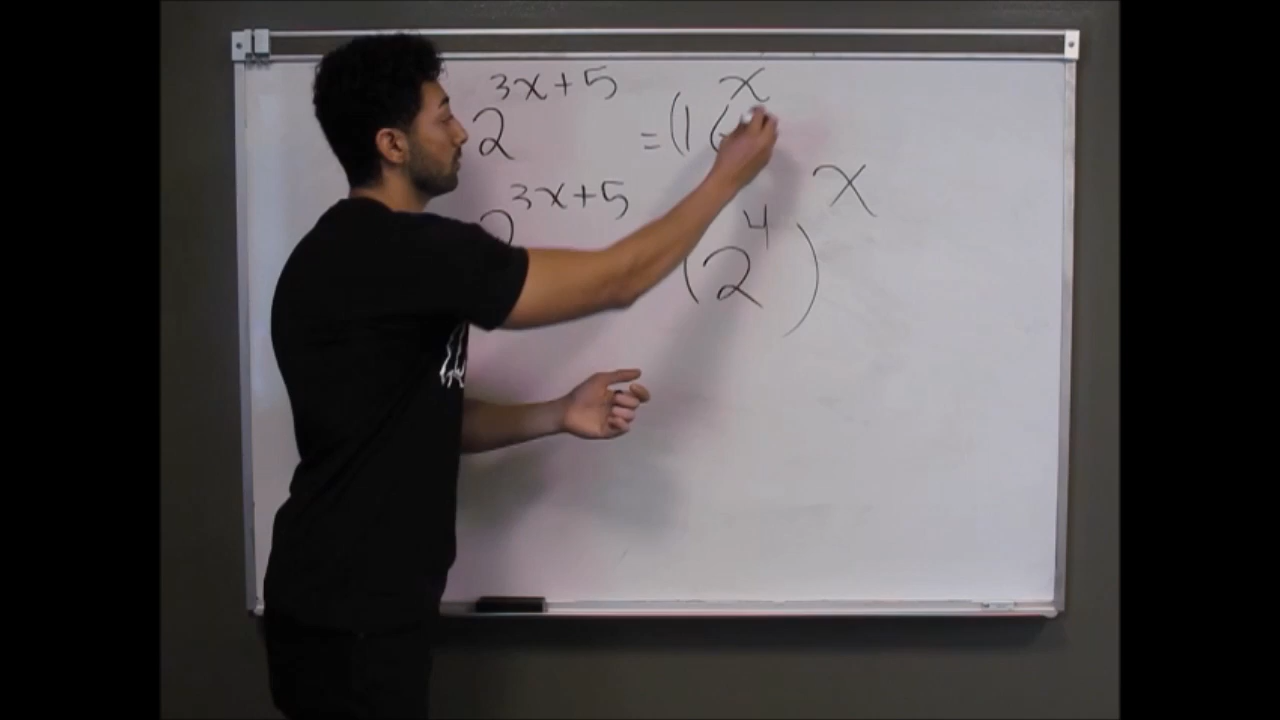 2^{3x+5} = (16^x
2^{3x+5} (2^4)^x